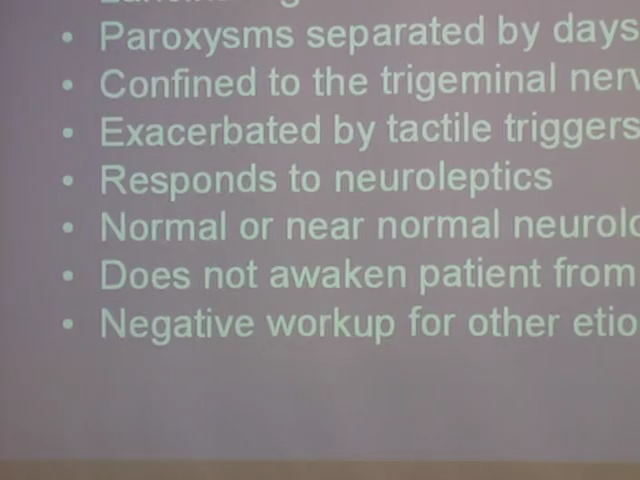 • Paroxysms separated by days
• Confined to the trigeminal
• Exacerbated by tactile triggers
• Responds to neuroleptics
• Normal or near normal
• Does not awaken patient from
• Negative workup for other